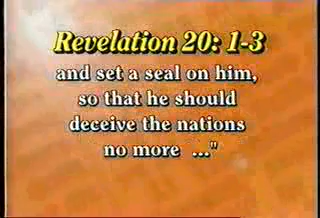 Revelation 20: 1-3
and set a seal on him,
so that he should
deceive the nations
no more ..."